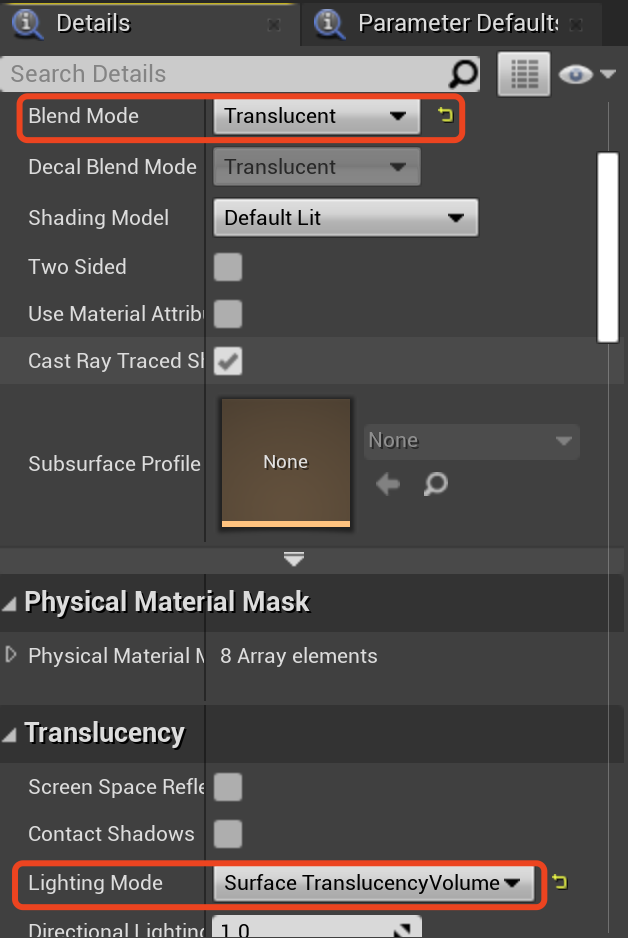 Details
Parameter Defaults
Search Details
Blend Mode Translucent
Decal Blend Mode Translucent
Shading Model Default Lit
Two Sided
Use Material Attrib
Cast Ray Traced Sh
Subsurface Profile None None
Physical Material Mask
Physical Material M 8 Array elements
Translucency
Screen Space Refle
Contact Shadows
Lighting Mode Surface TranslucencyVolume
Directional Lighting 1.0